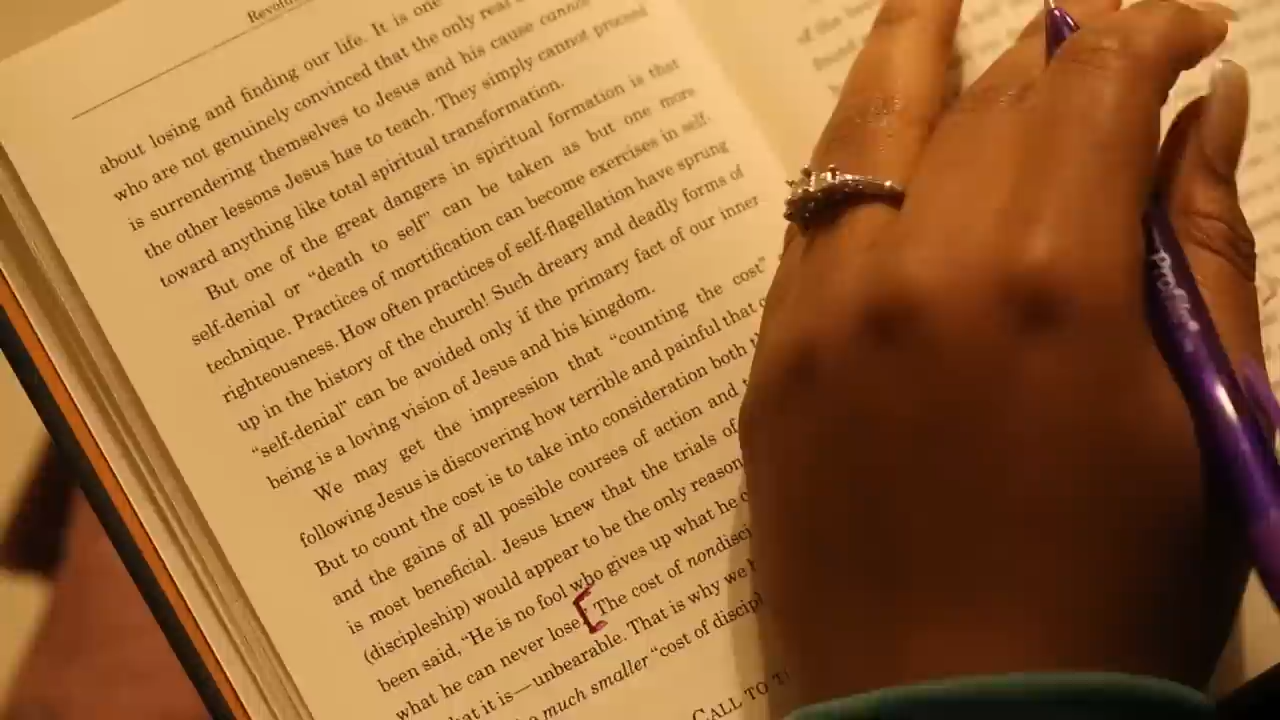 about losing and finding our life. It is one
who are not genuinely convinced that the only real
is surrendering themselves to Jesus and his cause cannot
the other lessons Jesus has to teach. They simply cannot proceed
toward anything like total spiritual transformation.
But one of the great dangers in spiritual formation is that
self-denial or “death to self” can be taken as but one more
technique. Practices of mortification can become exercises in self-
righteousness. How often practices of self-flagellation have sprung
up in the history of the church! Such dreary and deadly forms of
“self-denial” can be avoided only if the primary fact of our inner
being is a loving vision of Jesus and his kingdom.
We may get the impression that “counting the cost”
following Jesus is discovering how terrible and painful that
But to count the cost is to take into consideration both
and the gains of all possible courses of action and
is most beneficial. Jesus knew that the trials of
(discipleship) would appear to be the only reason
been said, “He is no fool who gives up what he
what he can never lose. [The cost of nondisci
it is—unbearable. That is why we
much smaller “cost of discipl
CALL TO
prolific